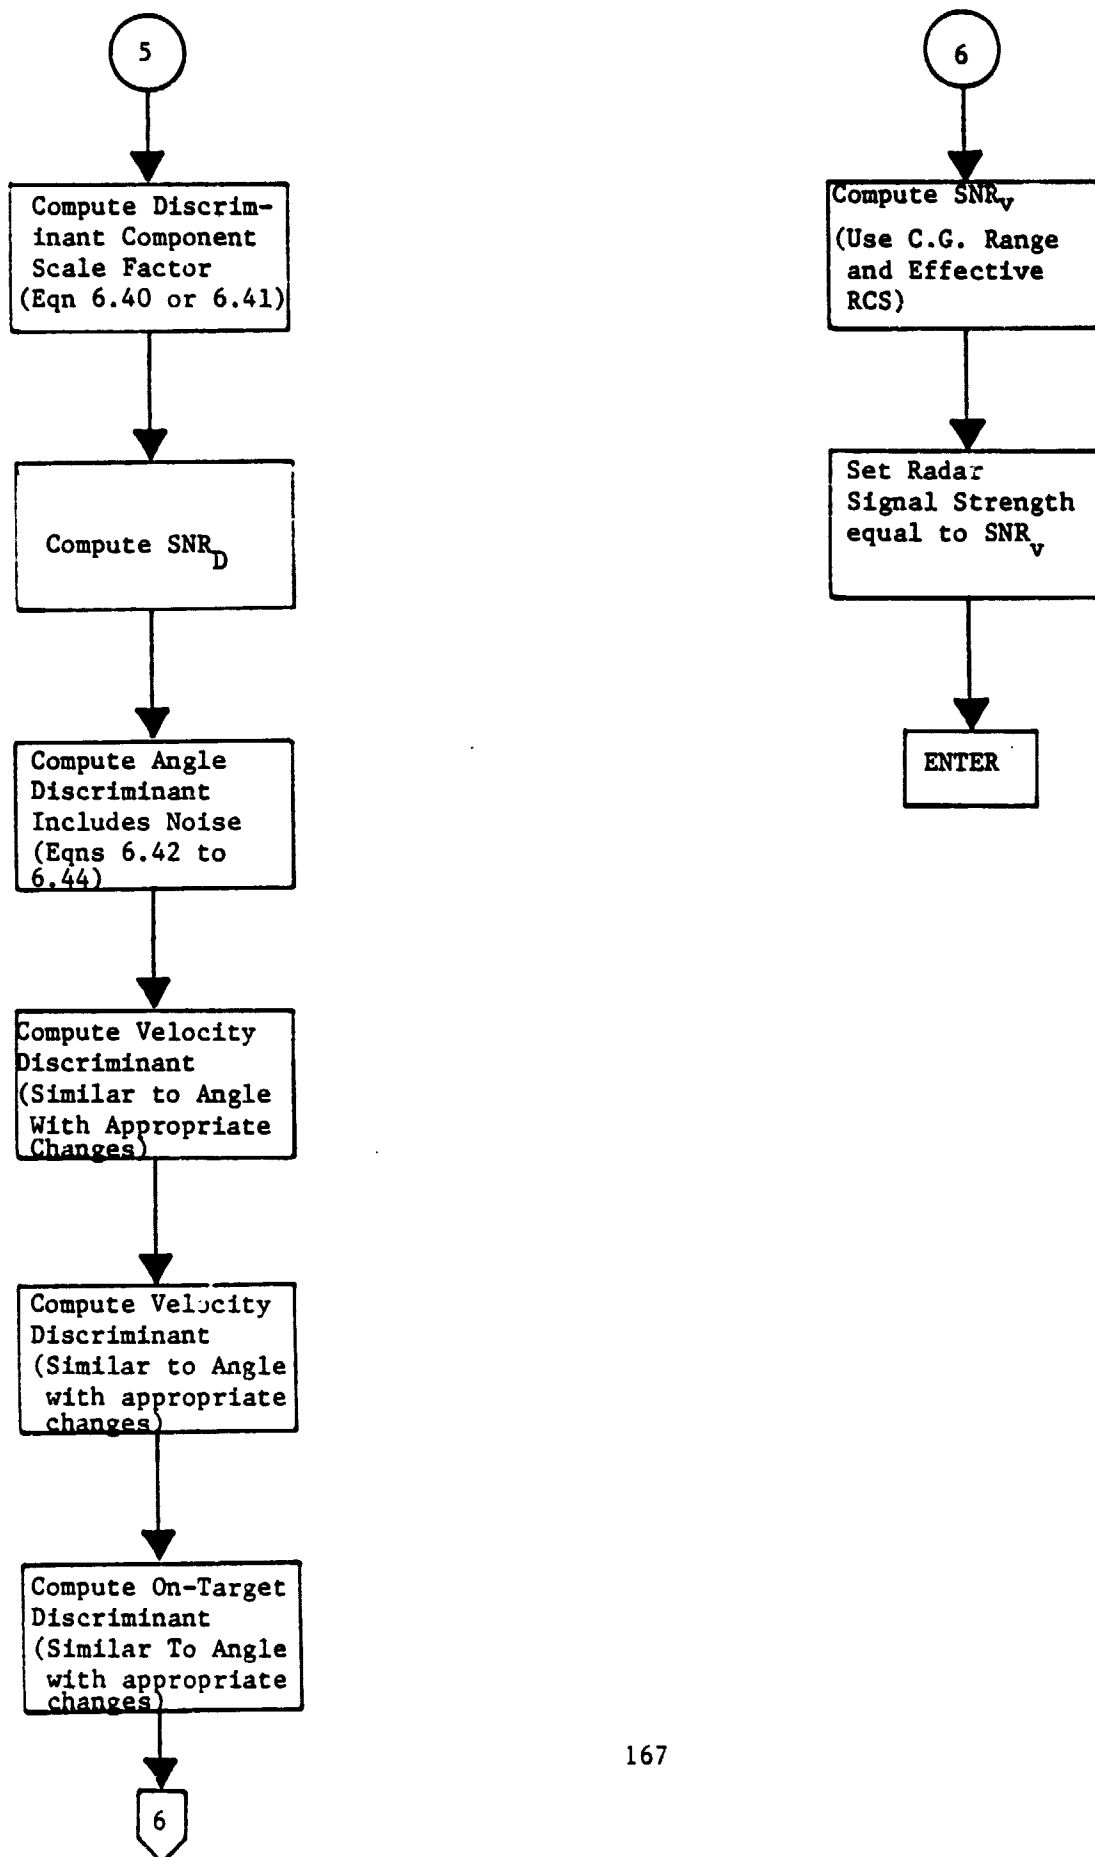 5
Compute Discrim-
inant Component
Scale Factor
(Eqn 6.40 or 6.41)
Compute SNR_D
Compute Angle
Discriminant
Includes Noise
(Eqns 6.42 to
6.44)
Compute Velocity
Discriminant
(Similar to Angle
With Appropriate
Changes)
Compute Velocity
Discriminant
(Similar to Angle
with appropriate
changes)
Compute On-Target
Discriminant
(Similar To Angle
with appropriate
changes)
6
6
Compute SNR_v
(Use C.G. Range
and Effective
RCS)
Set Radar
Signal Strength
equal to SNR_v
ENTER
167